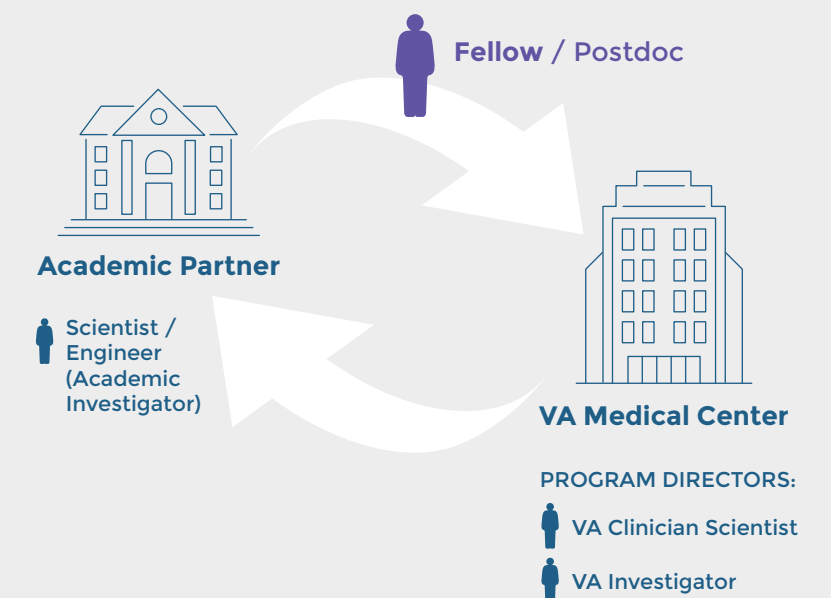 Fellow / Postdoc
Academic Partner
Scientist /
Engineer
(Academic
Investigator)
VA Medical Center
PROGRAM DIRECTORS:
VA Clinician Scientist
VA Investigator